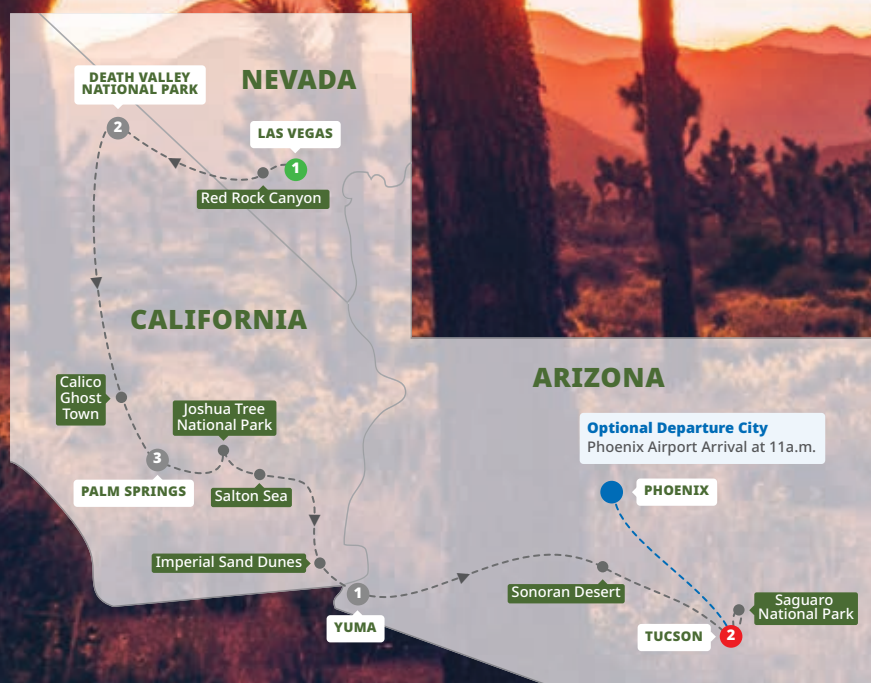 DEATH VALLEY
NATIONAL PARK
NEVADA
2
LAS VEGAS
1
Red Rock Canyon
CALIFORNIA
Calico
Ghost
Town
Joshua Tree
National Park
3
PALM SPRINGS
Salton Sea
Imperial Sand Dunes
1
YUMA
ARIZONA
Optional Departure City
Phoenix Airport Arrival at 11a.m.
PHOENIX
Sonoran Desert
Saguaro
National Park
TUCSON
2